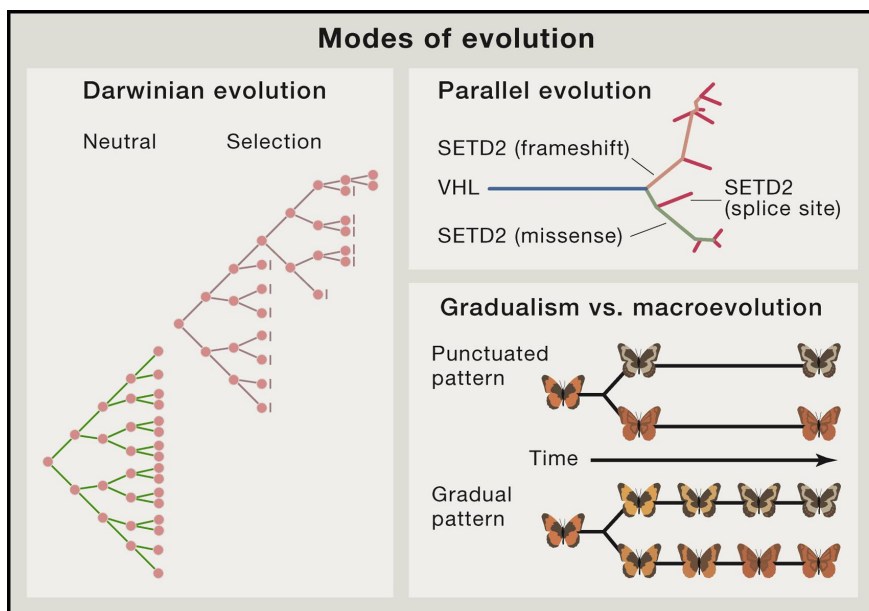 Modes of evolution
Darwinian evolution
Neutral
Selection
Parallel evolution
SETD2 (frameshift)
VHL
SETD2
(splice site)
SETD2 (missense)
Gradualism vs. macroevolution
Punctuated
pattern
Time
Gradual
pattern